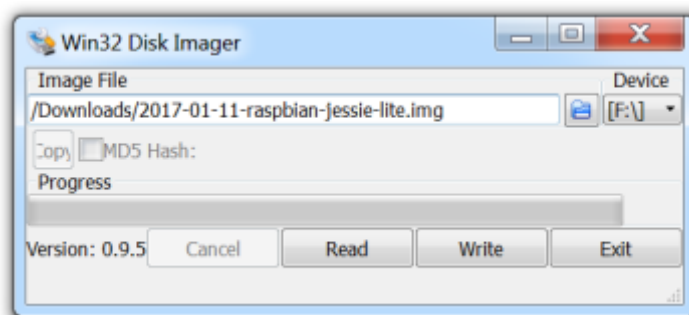 Win32 Disk Imager
Image File Device
/Downloads/2017-01-11-raspbian-jessie-lite.img [F:\]
Copy MD5 Hash:
Progress
Version: 0.9.5 Cancel Read Write Exit